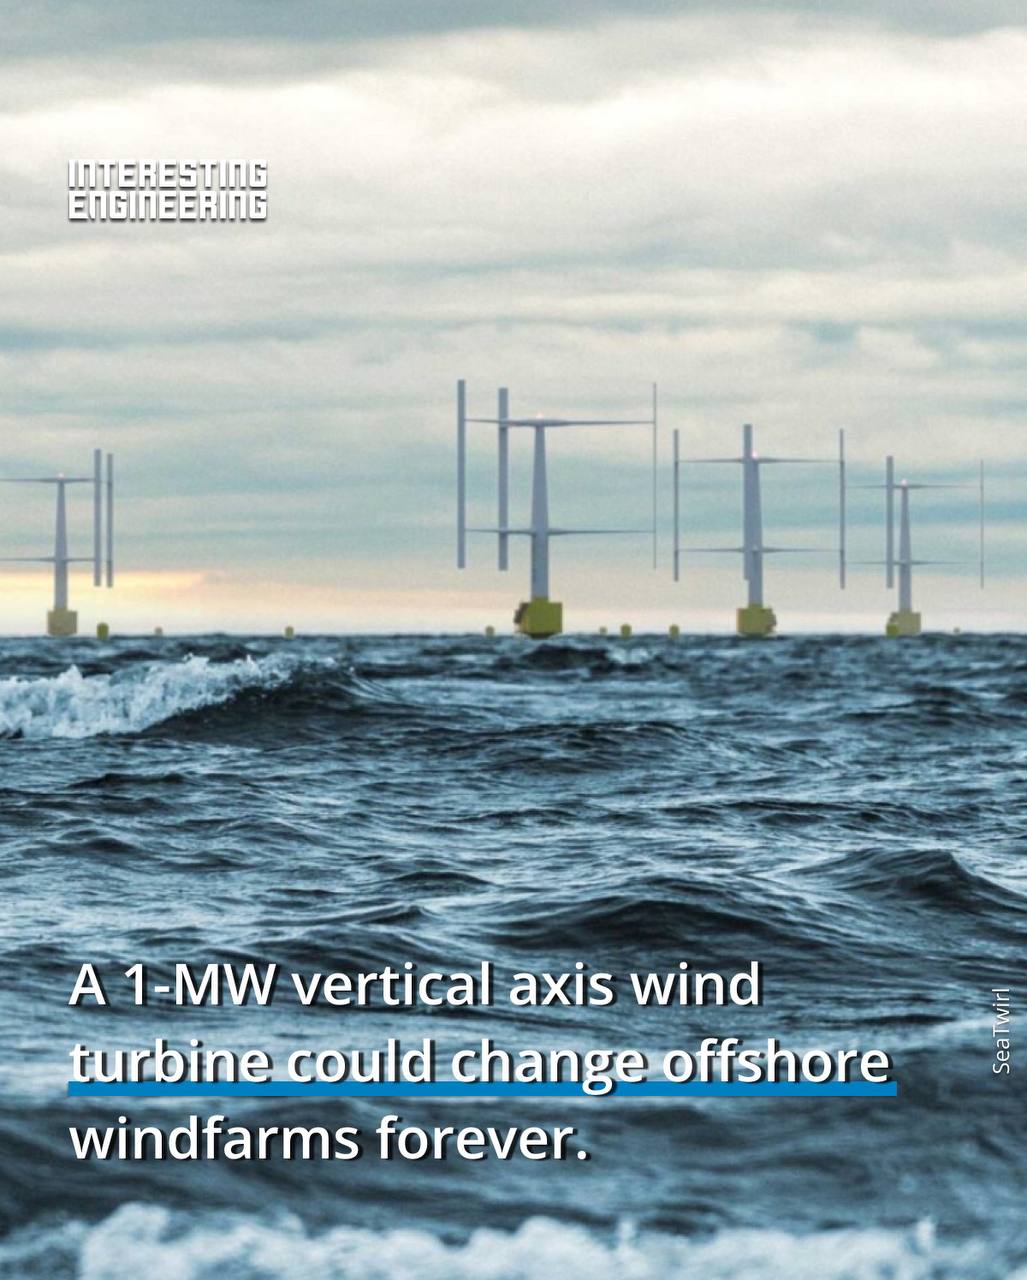 INTERESTING
ENGINEERING
A 1-MW vertical axis wind
turbine could change offshore
windfarms forever.
SeaTwirl